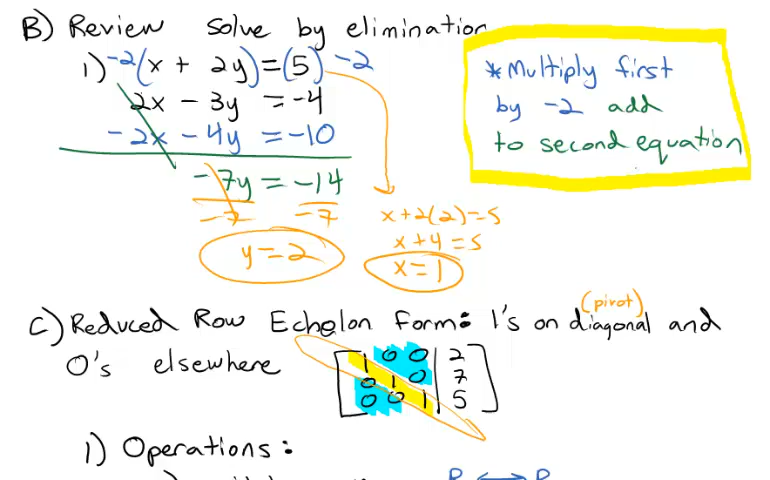 B) Review solve by elimination
1) -2(x + 2y) = (5) -2
2x - 3y = -4
-2x - 4y = -10
-7y = -14
-7 -7
y = 2
x + 2(2) = 5
x + 4 = 5
x = 1
*Multiply first
by -2 add
to second equation
(pivot)
C) Reduced Row Echelon Form: 1's on diagonal and
0's elsewhere
1 0 0 | 2
0 1 0 | 7
0 0 1 | 5
1) Operations: